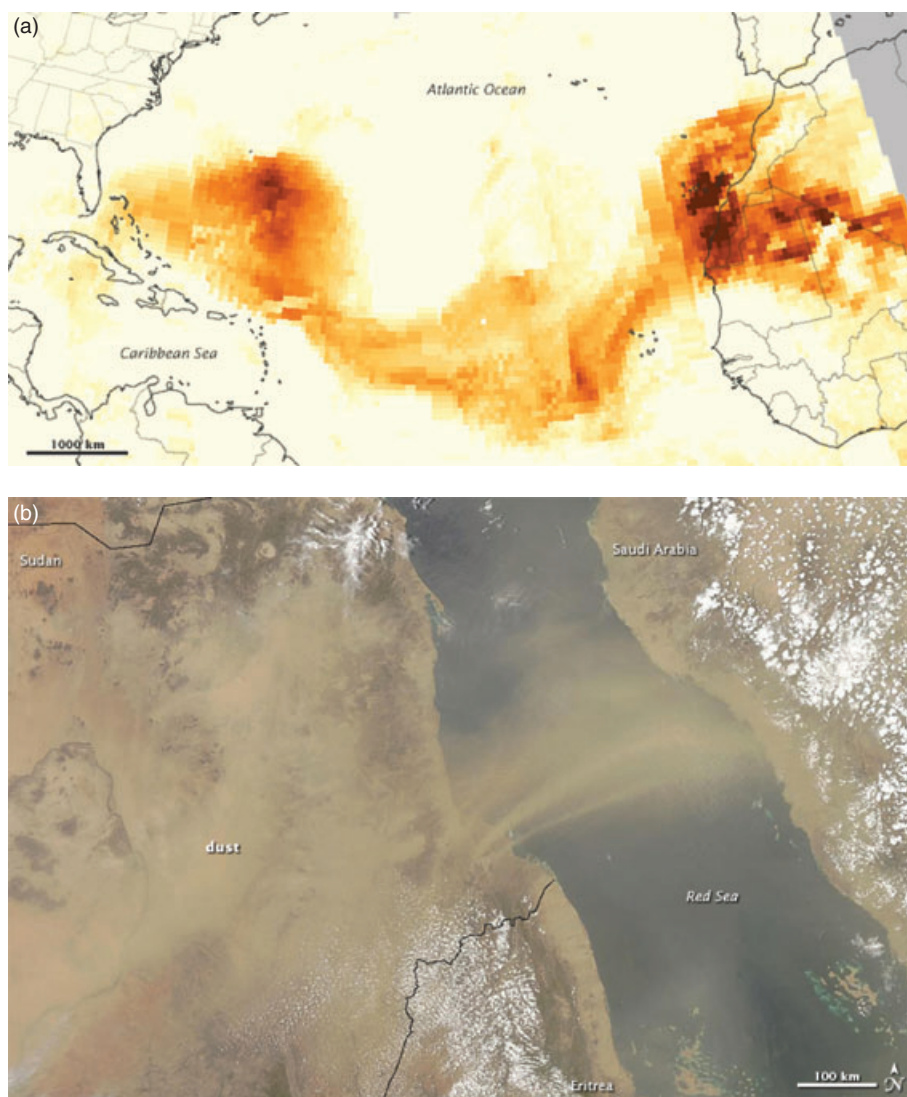 (a)
Atlantic Ocean
Caribbean Sea
1000 km
(b)
Sudan
Saudi Arabia
dust
Red Sea
Eritrea
100 km
N